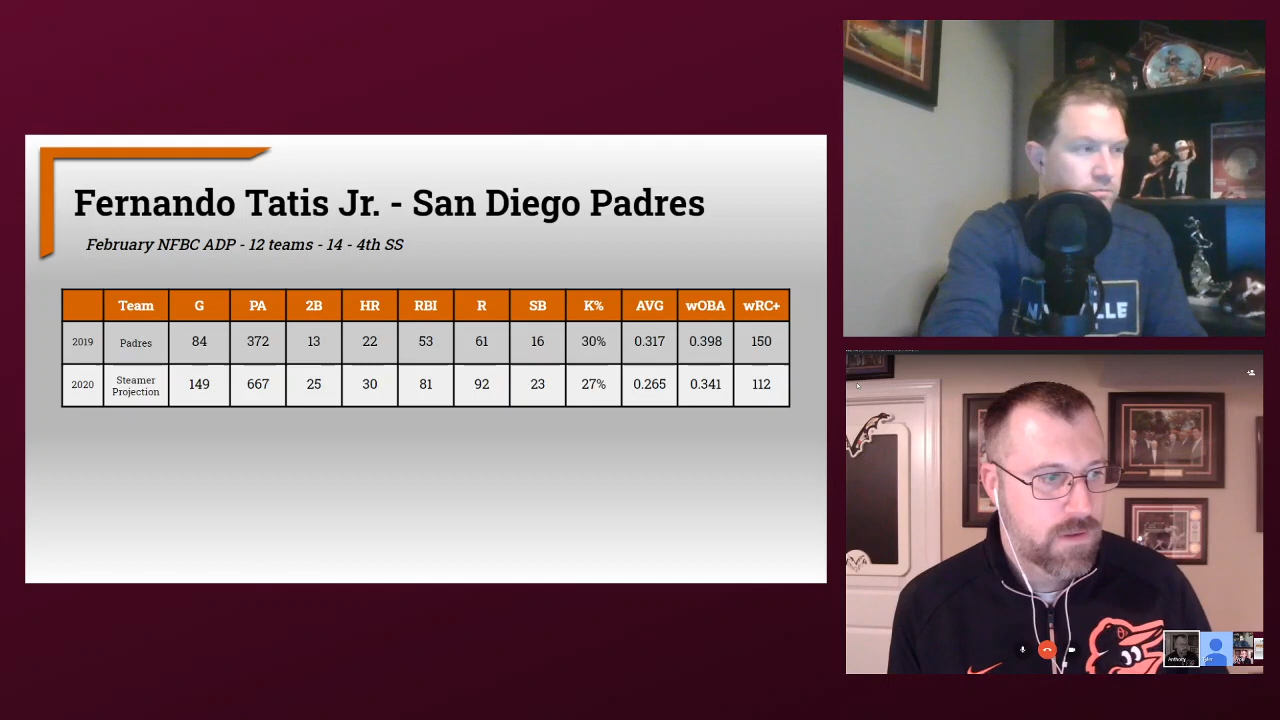 Fernando Tatis Jr. - San Diego Padres
February NFBC ADP - 12 teams - 14 - 4th SS
Team G PA 2B HR RBI R SB K% AVG wOBA wRC+
2019 Padres 84 372 13 22 53 61 16 30% 0.317 0.398 150
2020 Steamer Projection 149 667 25 30 81 92 23 27% 0.265 0.341 112
Anthony